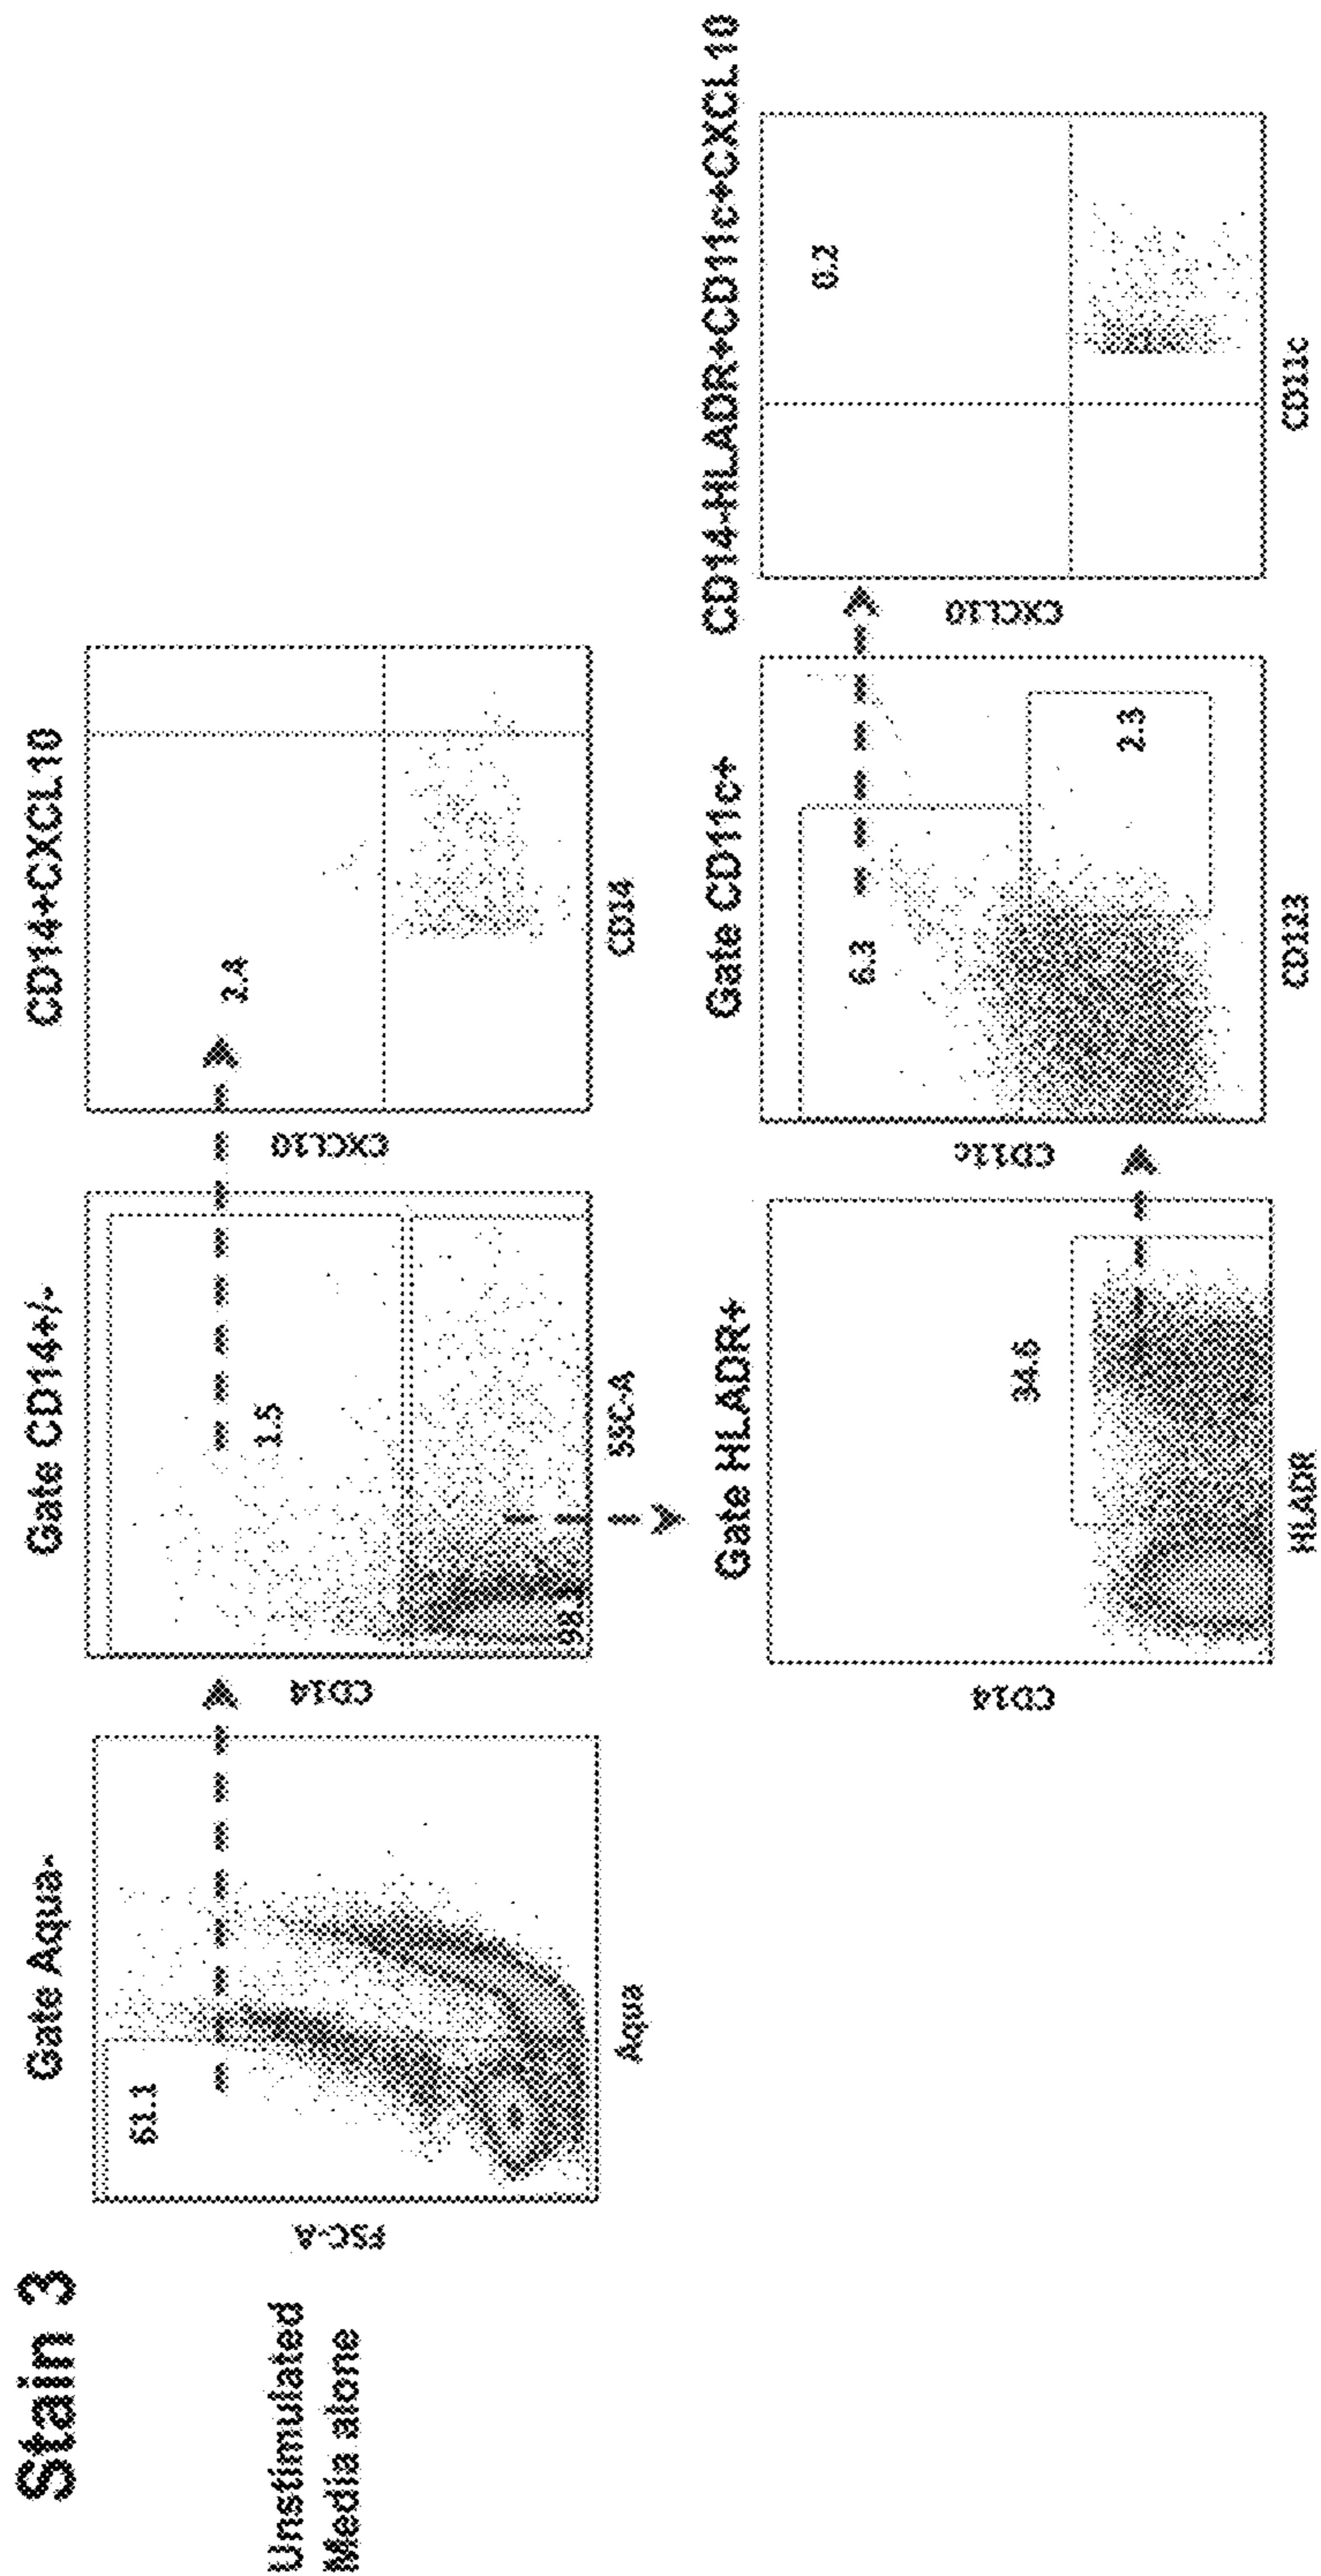 Stain 3
Unstimulated
Media alone
Gate Aqua-
61.1
FSC-A
Aqua
Gate CD14+/-
1.5
CD14
SSC-A
CD14+CXCL10
2.4
CXCL10
CD14
Gate HLADR+
34.6
CD14
HLADR
Gate CD11c+
6.3
2.3
CD11c
CD123
CD14-HLADR+CD11c+CXCL10
0.2
CXCL10
CD11c